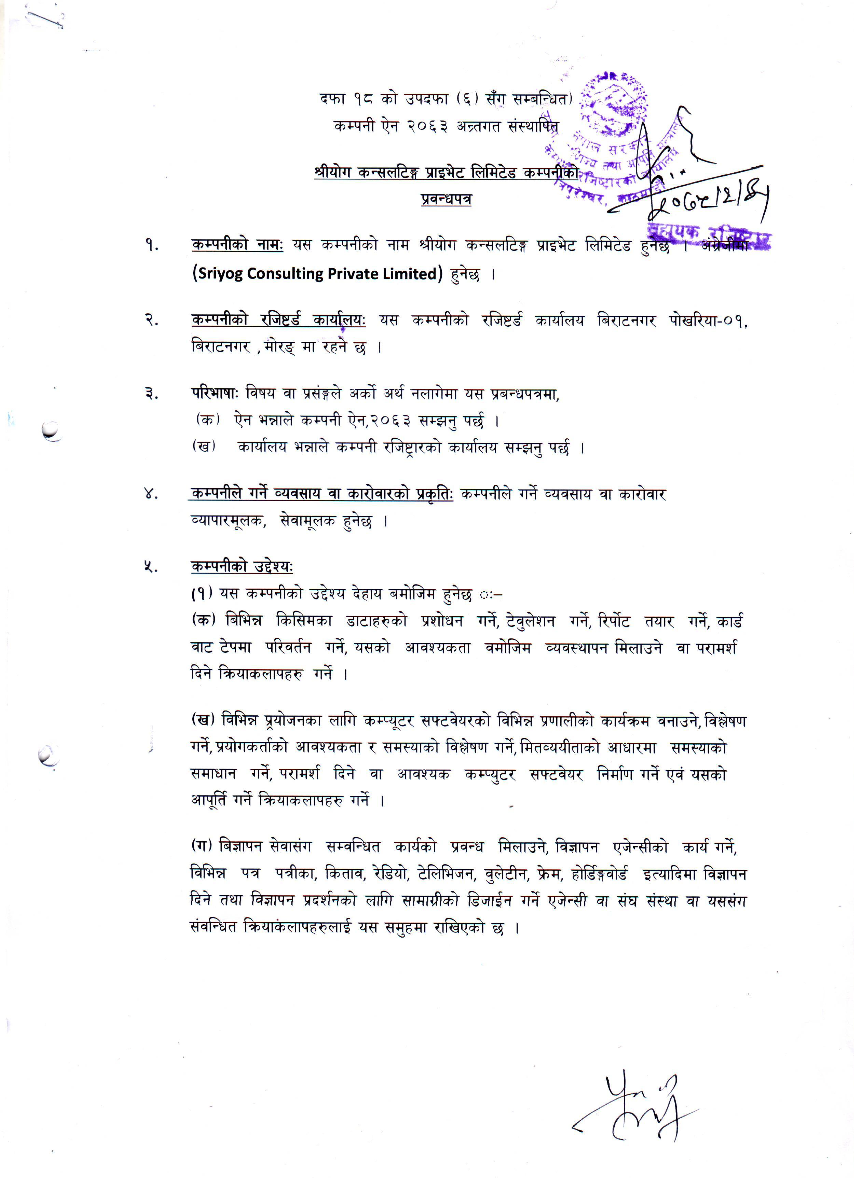 दफा १८ को उपदफा (६) सँग सम्बन्धित)
कम्पनी ऐन २०६३ अन्र्तगत संस्थापित
श्रीयोग कन्सलटिङ्ग प्राइभेट लिमिटेड कम्पनीको
प्रवन्धपत्र
नेपाल सरकार
त्रिपुरेश्वर, काठमाडौं
सहायक रजिष्ट्रार
१. कम्पनीको नामः यस कम्पनीको नाम श्रीयोग कन्सलटिङ्ग प्राइभेट लिमिटेड हुनेछ । अंग्रेजीमा
(Sriyog Consulting Private Limited) हुनेछ ।
२. कम्पनीको रजिष्टर्ड कार्यालयः यस कम्पनीको रजिष्टर्ड कार्यालय बिराटनगर पोखरिया-०१,
बिराटनगर , मोरङ् मा रहने छ ।
३. परिभाषाः विषय वा प्रसंङ्गले अर्को अर्थ नलागेमा यस प्रबन्धपत्रमा,
(क) ऐन भन्नाले कम्पनी ऐन,२०६३ सम्झनु पर्छ ।
(ख) कार्यालय भन्नाले कम्पनी रजिष्ट्रारको कार्यालय सम्झनु पर्छ ।
४. कम्पनीले गर्ने व्यवसाय वा कारोवारको प्रकृतिः कम्पनीले गर्ने व्यवसाय वा कारोवार
व्यापारमूलक, सेवामूलक हुनेछ ।
५. कम्पनीको उद्देश्यः
(१) यस कम्पनीको उद्देश्य देहाय बमोजिम हुनेछ ः–
(क) बिभिन्न किसिमका डाटाहरुको प्रशोधन गर्ने, टेवुलेशन गर्ने, रिर्पोट तयार गर्ने, कार्ड
वाट टेपमा परिवर्तन गर्ने, यसको आवश्यकता वमोजिम व्यवस्थापन मिलाउने वा परामर्श
दिने क्रियाकलापहरु गर्ने ।
(ख) विभिन्न प्रयोजनका लागि कम्प्यूटर सफ्टवेयरको विभिन्न प्रणालीको कार्यक्रम वनाउने, विश्लेषण
गर्ने, प्रयोगकर्ताको आवश्यकता र समस्याको विश्लेषण गर्ने, मितव्ययीताको आधारमा समस्याको
समाधान गर्ने, परामर्श दिने वा आवश्यक कम्प्युटर सफ्टवेयर निर्माण गर्ने एवं यसको
आपूर्ति गर्ने क्रियाकलापहरु गर्ने ।
(ग) बिज्ञापन सेवासंग सम्वन्धित कार्यको प्रवन्ध मिलाउने, विज्ञापन एजेन्सीको कार्य गर्ने,
विभिन्न पत्र पत्रीका, किताव, रेडियो, टेलिभिजन, वुलेटीन, फ्रेम, होर्डिङ्गवोर्ड इत्यादिमा विज्ञापन
दिने तथा विज्ञापन प्रदर्शनको लागि सामाग्रीको डिजाईन गर्ने एजेन्सी वा संघ संस्था वा यससंग
संवन्धित क्रियाकलापहरुलाई यस समुहमा राखिएको छ ।